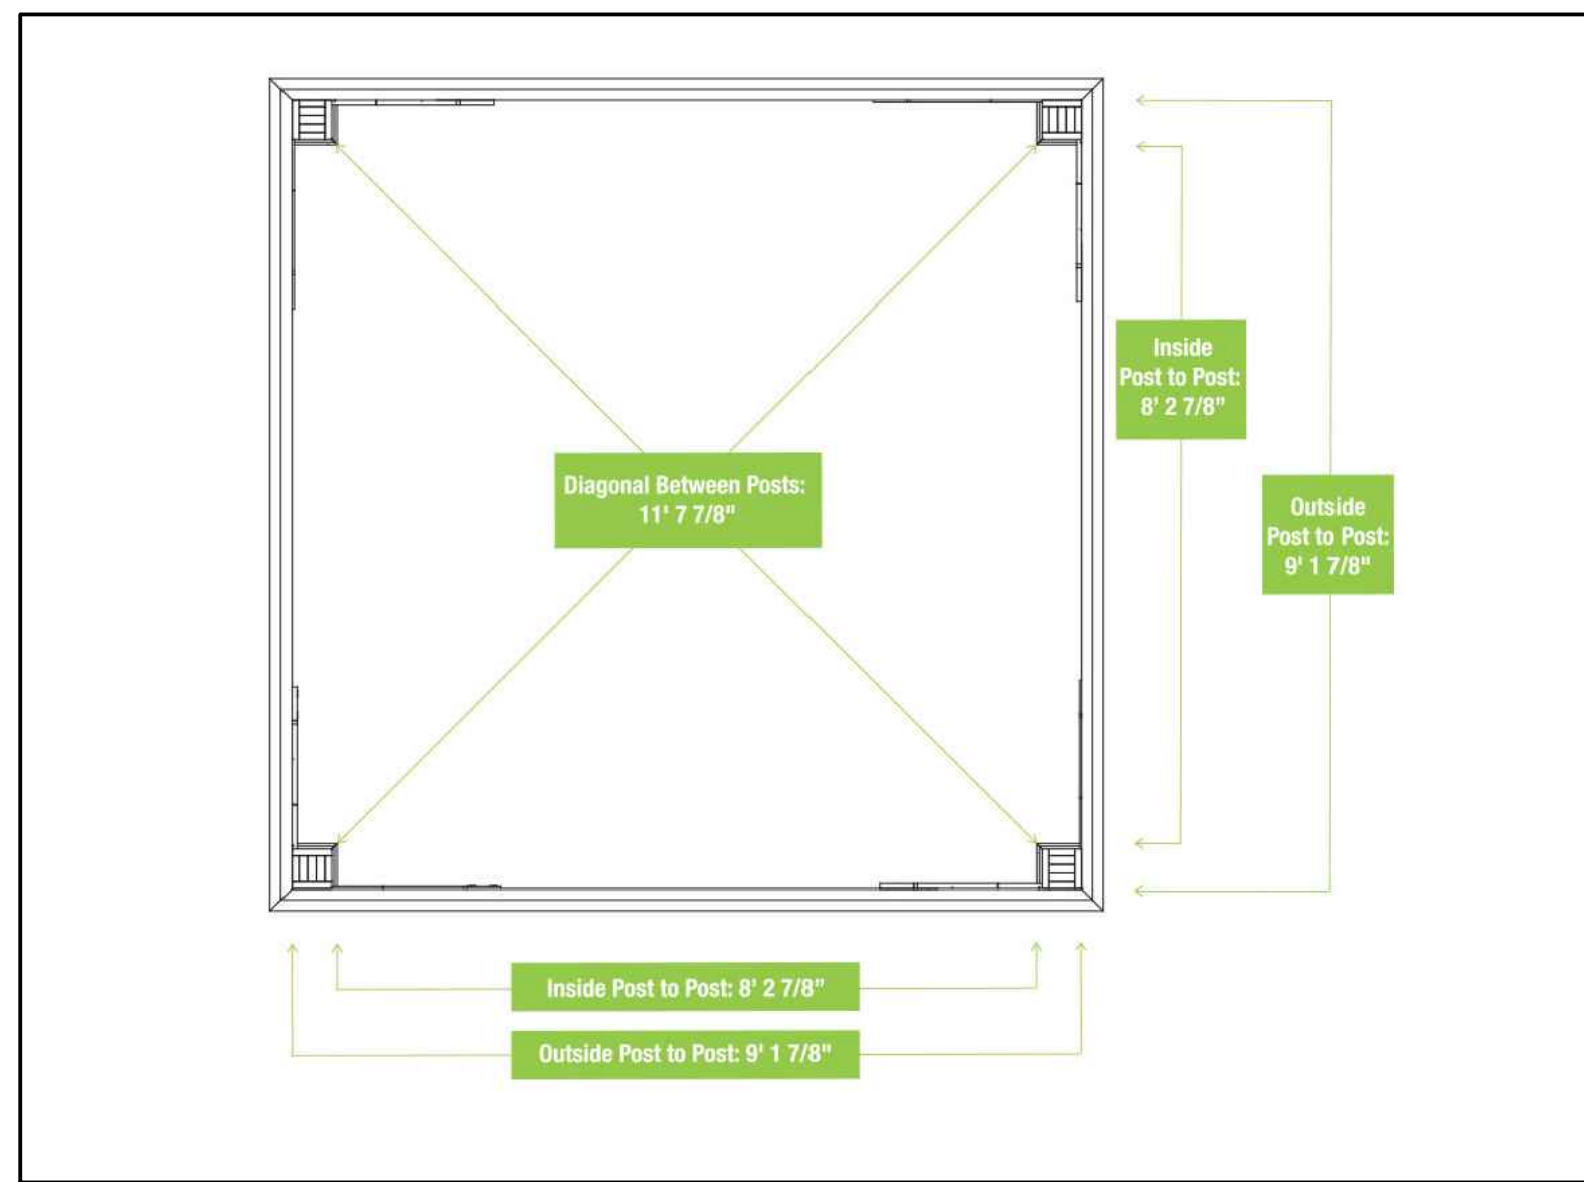 Inside
Post to Post:
8’ 2 7/8”
Diagonal Between Posts:
11' 7 7/8"
Outside
Post to Post:
9' 1 7/8"
Inside Post to Post: 8’ 2 7/8”
Outside Post to Post: 9' 1 7/8"